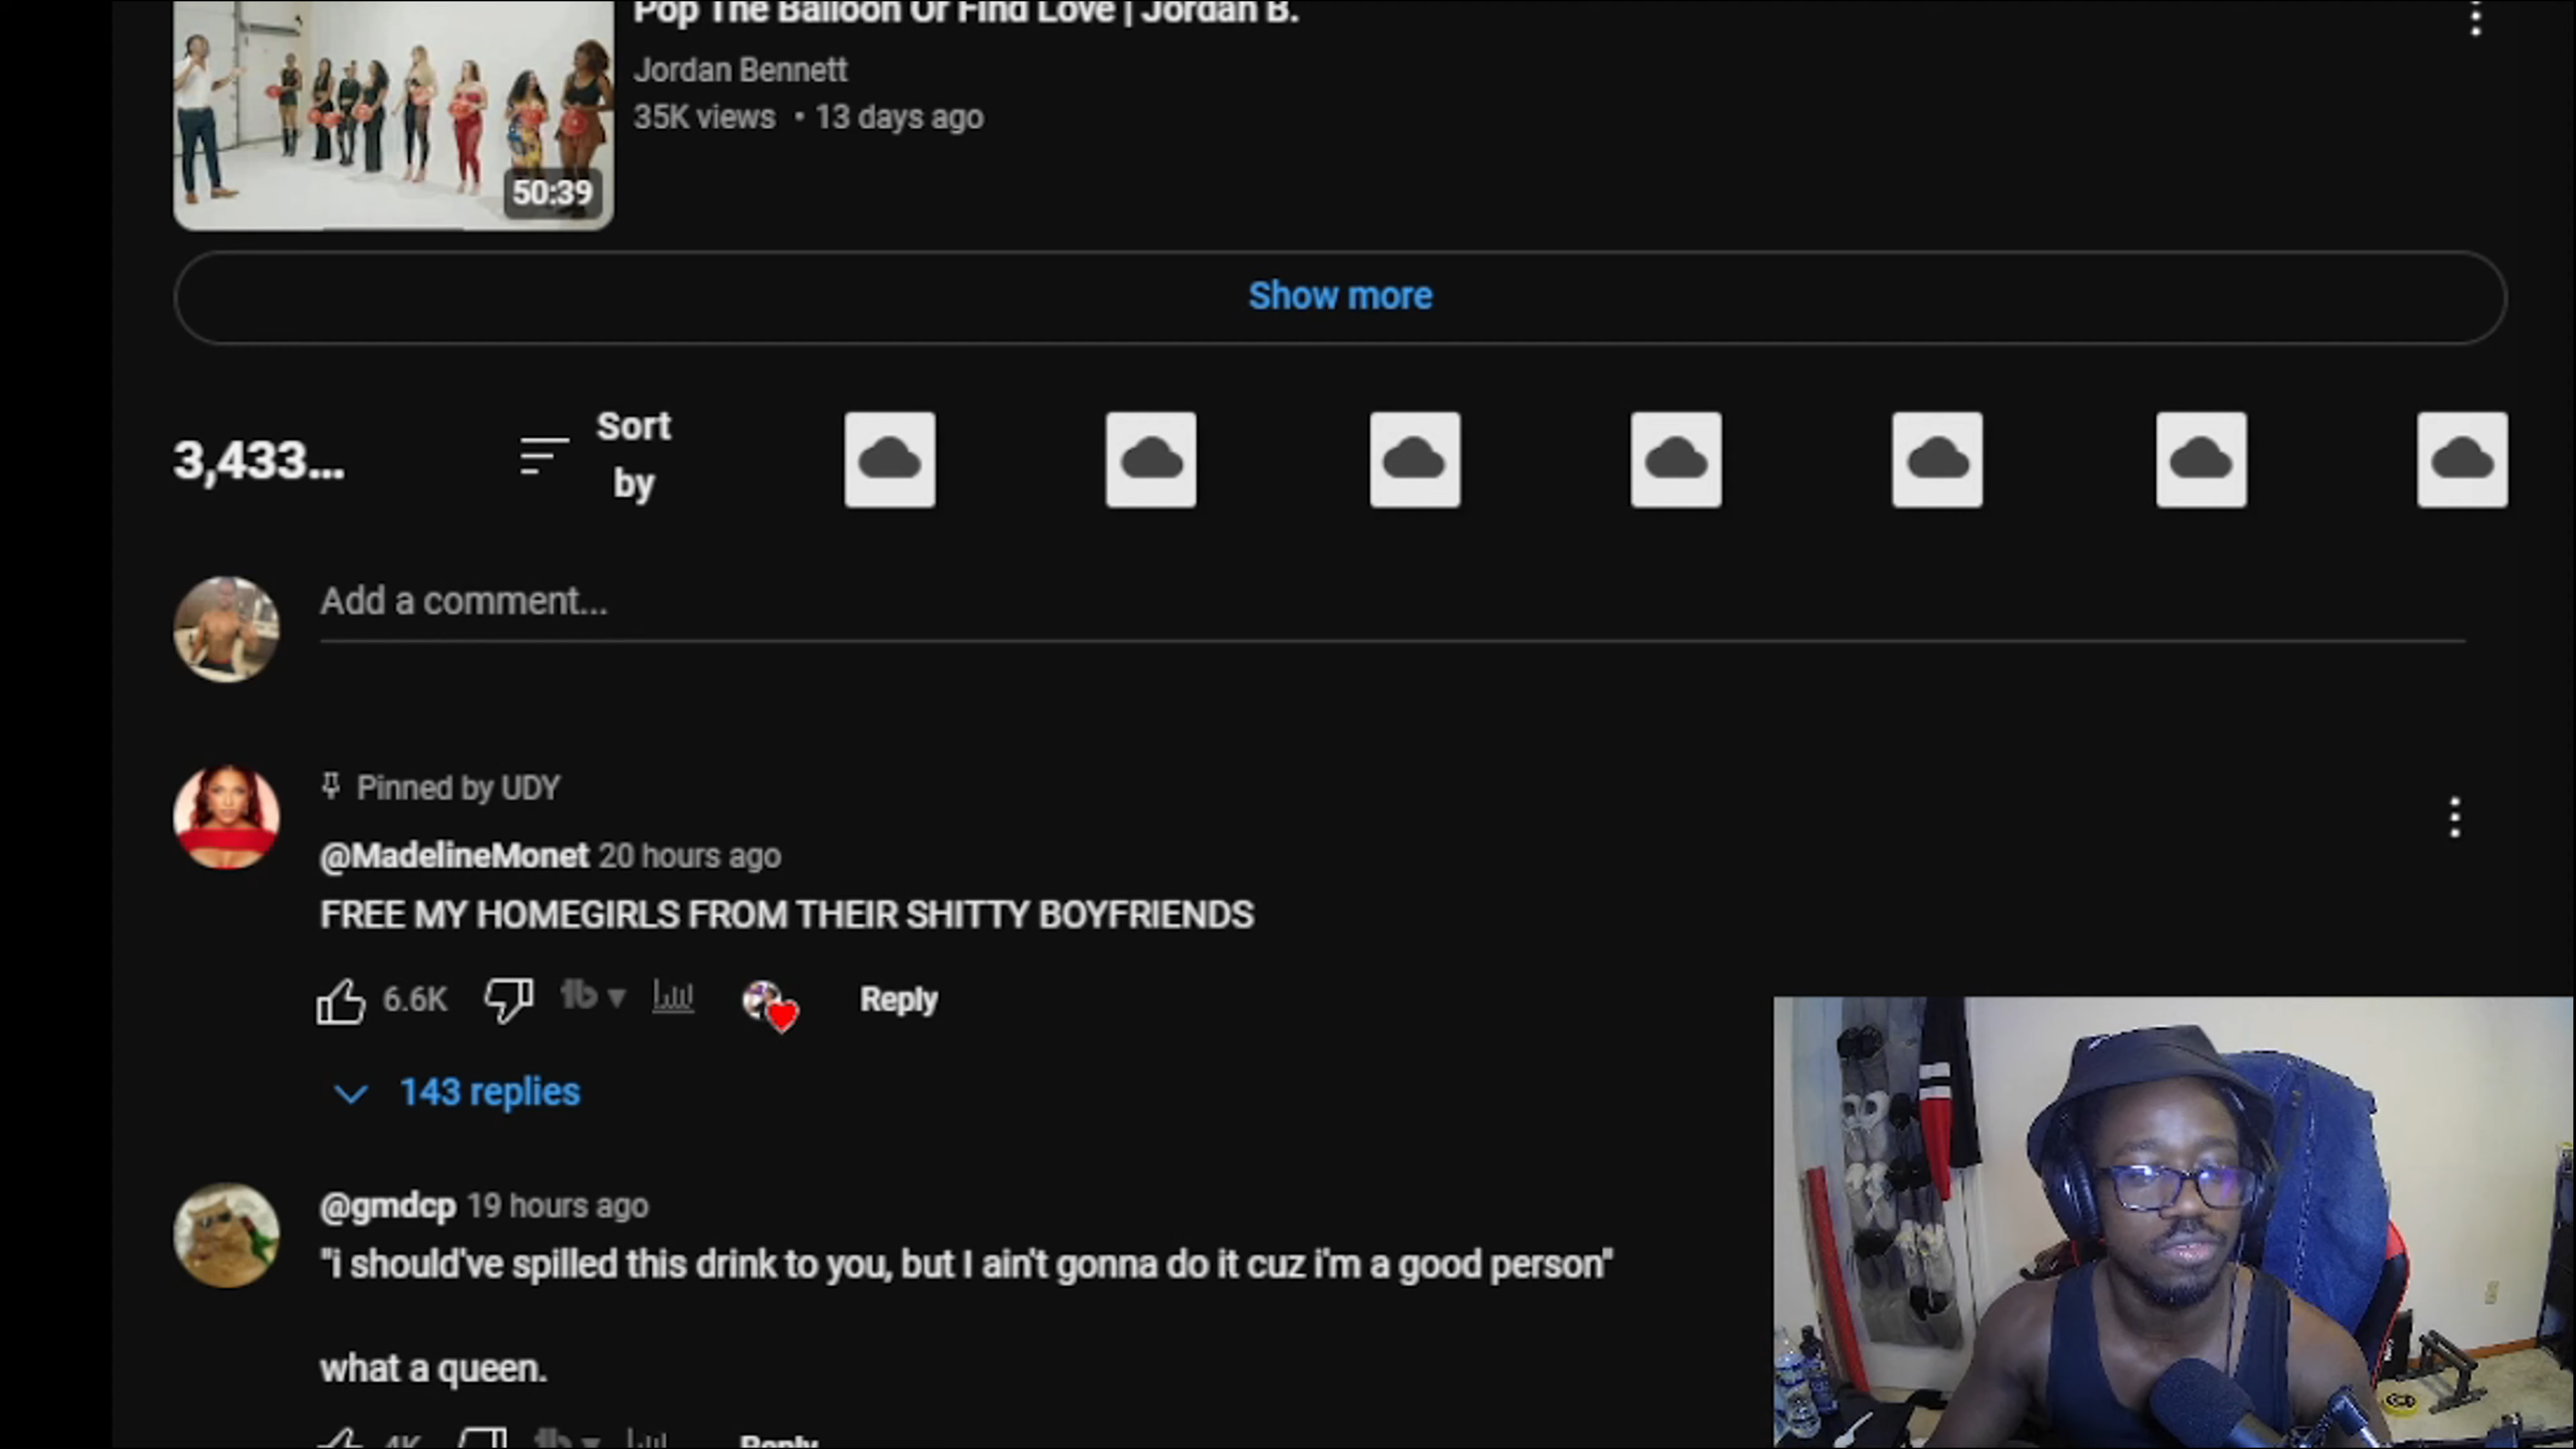 Pop The Balloon Or Find Love | Jordan B.
Jordan Bennett
35K views • 13 days ago
50:39
Show more
3,433...
Sort
by
Add a comment...
Pinned by UDY
@MadelineMonet 20 hours ago
FREE MY HOMEGIRLS FROM THEIR SHITTY BOYFRIENDS
6.6K
Reply
143 replies
@gmdcp 19 hours ago
"i should've spilled this drink to you, but I ain't gonna do it cuz i'm a good person"
what a queen.
4K
Reply